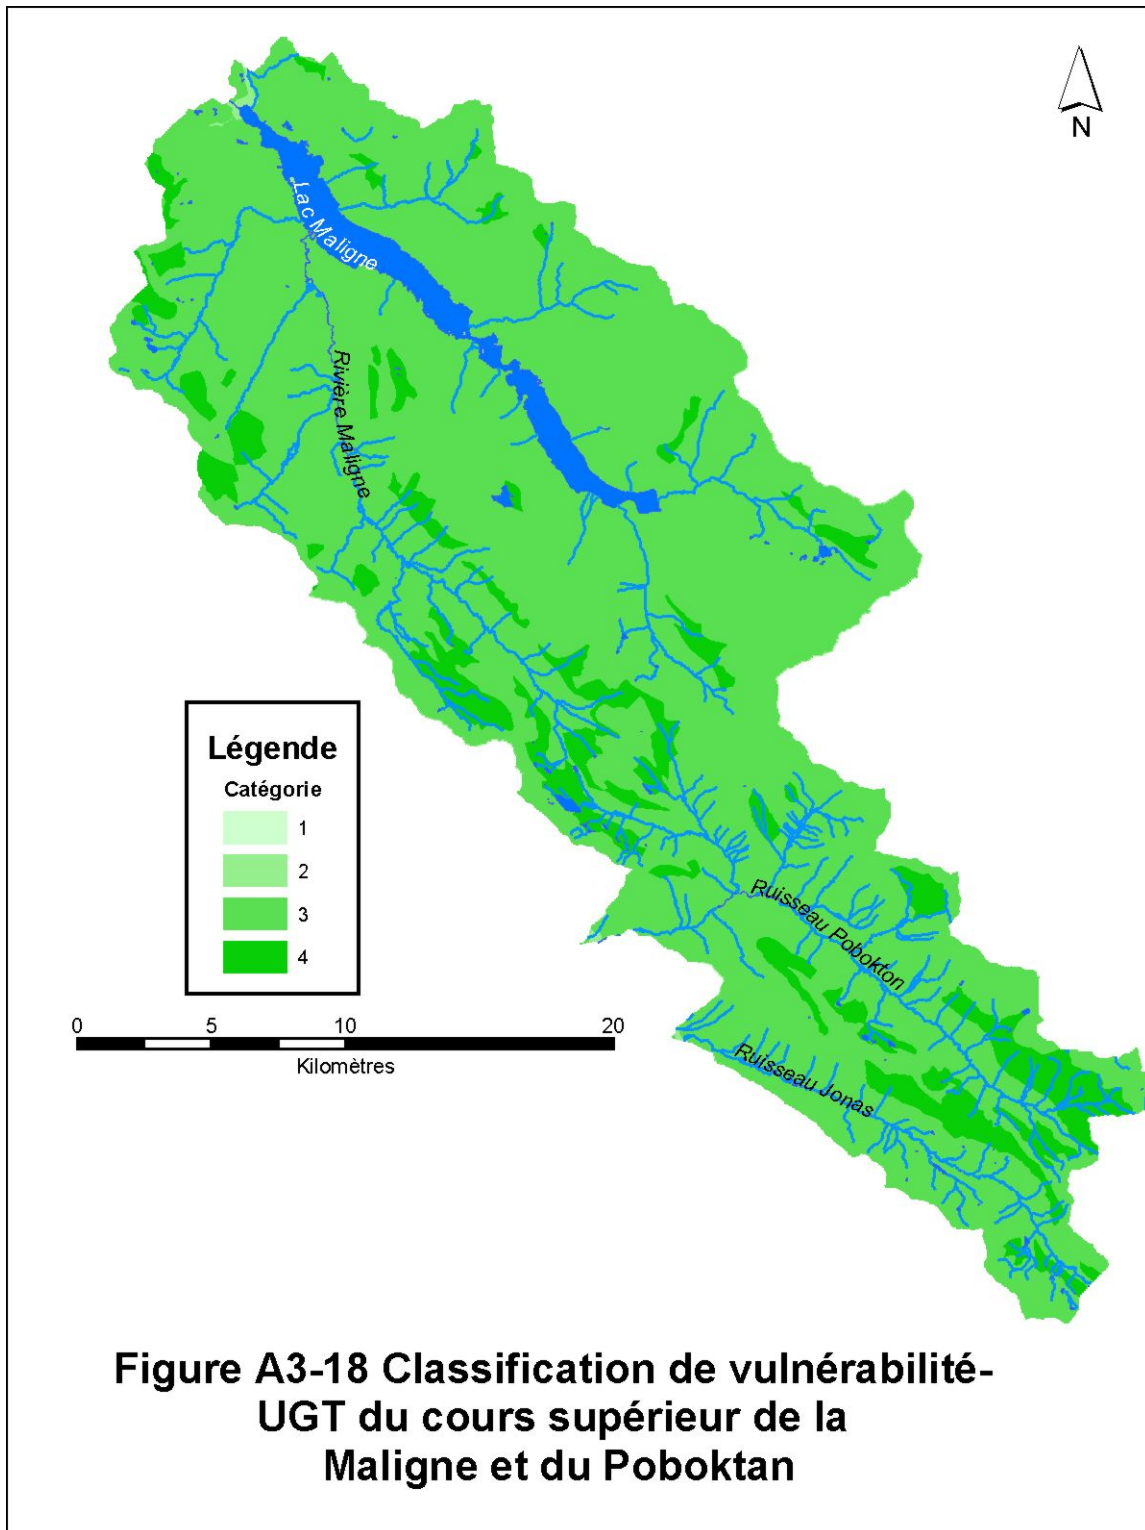 N
Lac Maligne
Rivière Maligne
Légende
Catégorie
1
2
3
4
Ruisseau Pobokton
0 5 10 20
Kilomètres
Ruisseau Jonas
Figure A3-18 Classification de vulnérabilité-
UGT du cours supérieur de la
Maligne et du Poboktan